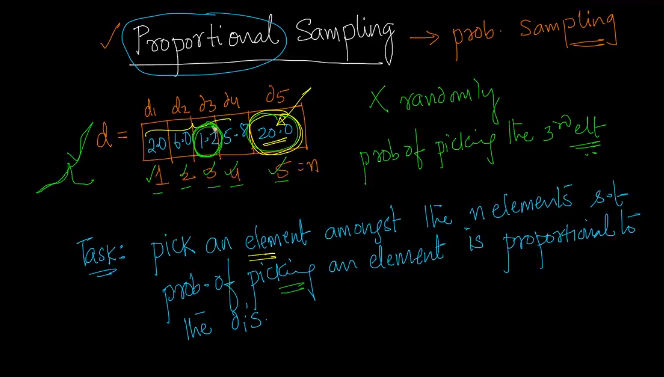 ✓ Proportional Sampling → prob. Sampling
d1 d2 d3 d4 d5
d = 2.0 6.0 1.2 5.8 20.0
1 2 3 4 5 = n
X randomly
prob of picking the 3rd elt
Task: pick an element amongst the n elements s.t
prob. of picking an element is proportional to
the di's.